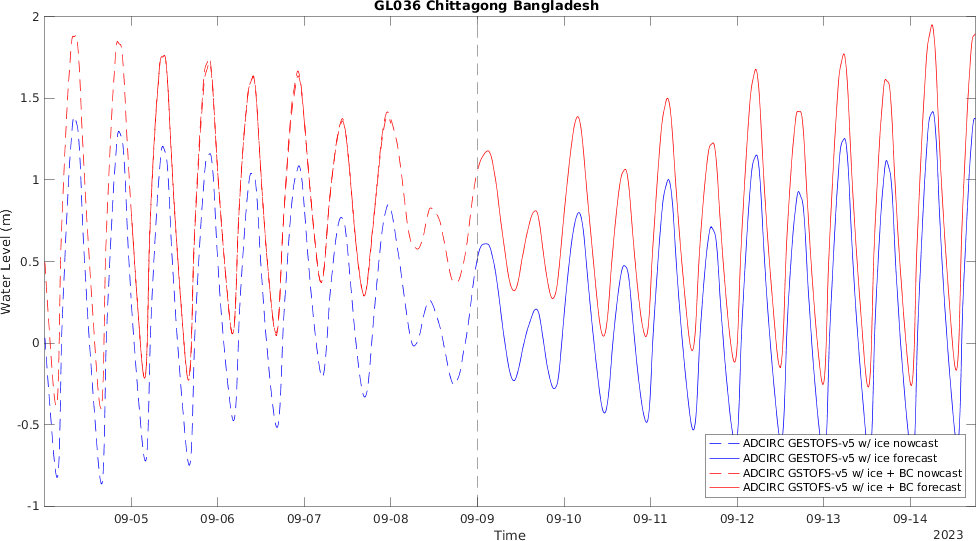 GL036 Chittagong Bangladesh
Water Level (m)
2
1.5
1
0.5
0
-0.5
-1
09-05
09-06
09-07
09-08
09-09
09-10
09-11
09-12
09-13
09-14
Time
2023
ADCIRC GESTOFS-v5 w/ ice nowcast
ADCIRC GESTOFS-v5 w/ ice forecast
ADCIRC GSTOFS-v5 w/ ice + BC nowcast
ADCIRC GSTOFS-v5 w/ ice + BC forecast